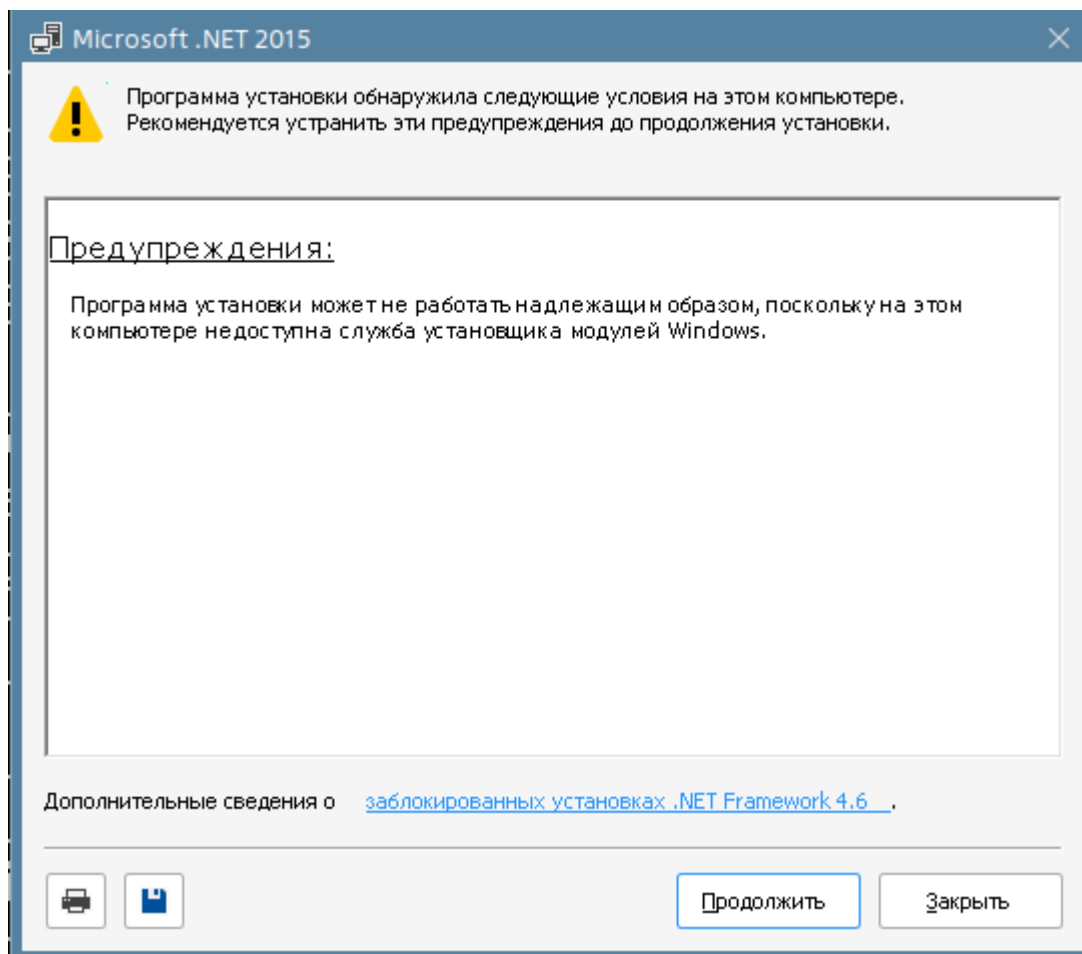 Microsoft .NET 2015
Программа установки обнаружила следующие условия на этом компьютере.
Рекомендуется устранить эти предупреждения до продолжения установки.
Предупреждения:
Программа установки может не работать надлежащим образом, поскольку на этом
компьютере недоступна служба установщика модулей Windows.
Дополнительные сведения о заблокированных установках .NET Framework 4.6 .
Продолжить Закрыть